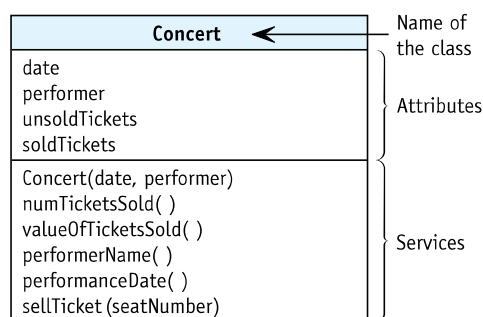 Concert
Name of
the class
date
performer
unsoldTickets
soldTickets
Attributes
Concert(date, performer)
numTicketsSold( )
valueOfTicketsSold( )
performerName( )
performanceDate( )
sellTicket (seatNumber)
Services